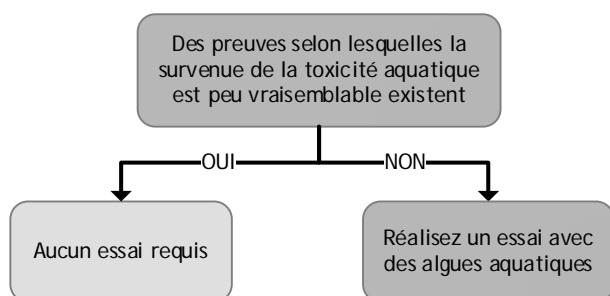 Des preuves selon lesquelles la
survenue de la toxicité aquatique
est peu vraisemblable existent
OUI
NON
Aucun essai requis
Réalisez un essai avec
des algues aquatiques